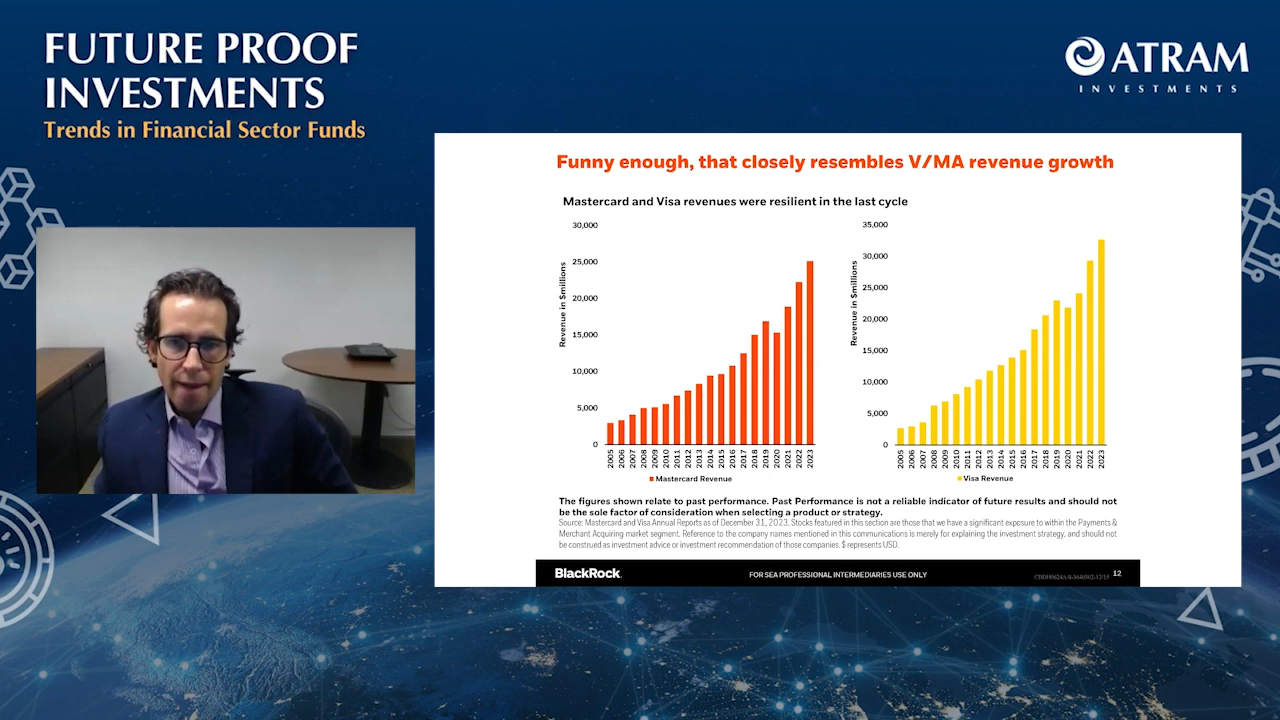 FUTURE PROOF
INVESTMENTS
Trends in Financial Sector Funds
ATRAM
INVESTMENTS
Funny enough, that closely resembles V/MA revenue growth
Mastercard and Visa revenues were resilient in the last cycle
Revenue in $millions
30,000
25,000
20,000
15,000
10,000
5,000
0
2005 2006 2007 2008 2009 2010 2011 2012 2013 2014 2015 2016 2017 2018 2019 2020 2021 2022 2023
Mastercard Revenue
Revenue in $millions
35,000
30,000
25,000
20,000
15,000
10,000
5,000
0
2005 2006 2007 2008 2009 2010 2011 2012 2013 2014 2015 2016 2017 2018 2019 2020 2021 2022 2023
Visa Revenue
The figures shown relate to past performance. Past Performance is not a reliable indicator of future results and should not
be the sole factor of consideration when selecting a product or strategy.
Source: Mastercard and Visa Annual Reports as of December 31, 2023. Stocks featured in this section are those that we have a significant exposure to within the Payments &
Merchant Acquiring market segment. Reference to the company names mentioned in this communications is merely for explaining the investment strategy, and should not
be construed as investment advice or investment recommendation of those companies. $ represents USD.
BlackRock.
FOR SEA PROFESSIONAL INTERMEDIARIES USE ONLY
12